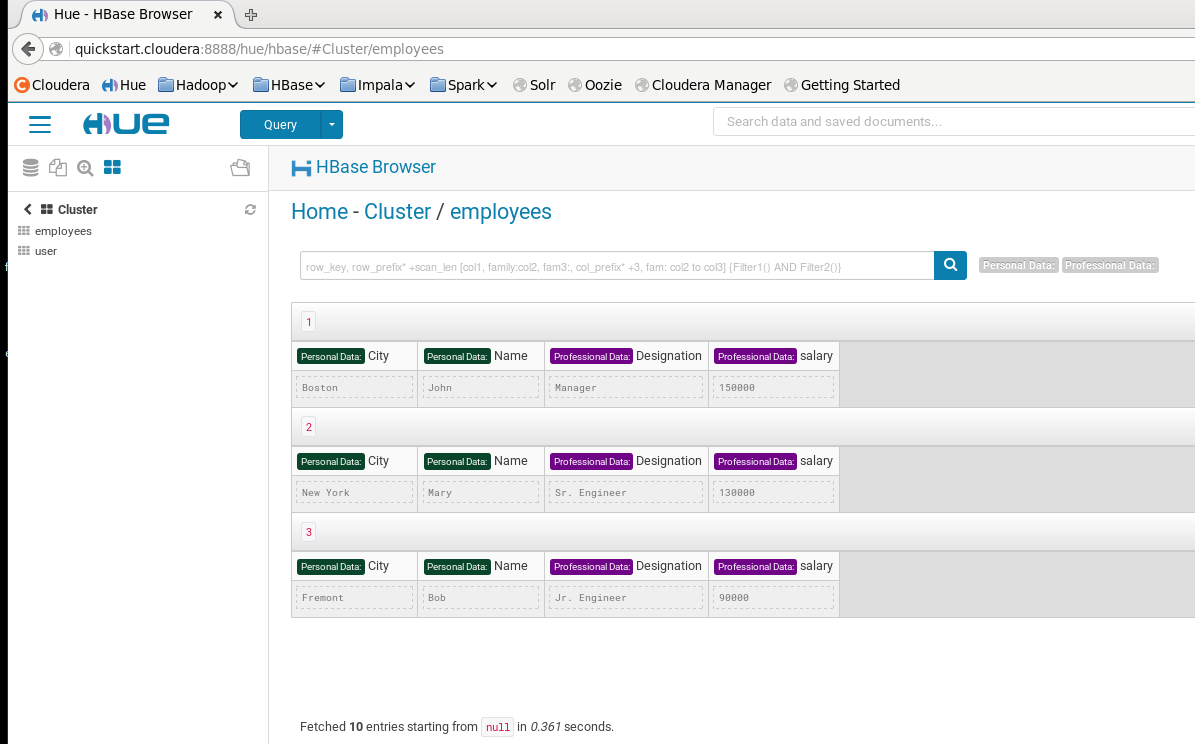 Hue - HBase Browser × +
quickstart.cloudera:8888/hue/hbase/#Cluster/employees
Cloudera Hue Hadoop HBase Impala Spark Solr Oozie Cloudera Manager Getting Started
HUE Query Search data and saved documents...
HBase Browser
Cluster
employees
user
Home - Cluster / employees
row_key, row_prefix* +scan_len [col1, family:col2, fam3:, col_prefix* +3, fam: col2 to col3] {Filter1() AND Filter2()} Personal Data: Professional Data:
1
Personal Data: City Personal Data: Name Professional Data: Designation Professional Data: salary
Boston John Manager 150000
2
Personal Data: City Personal Data: Name Professional Data: Designation Professional Data: salary
New York Mary Sr. Engineer 130000
3
Personal Data: City Personal Data: Name Professional Data: Designation Professional Data: salary
Fremont Bob Jr. Engineer 90000
Fetched 10 entries starting from null in 0.361 seconds.